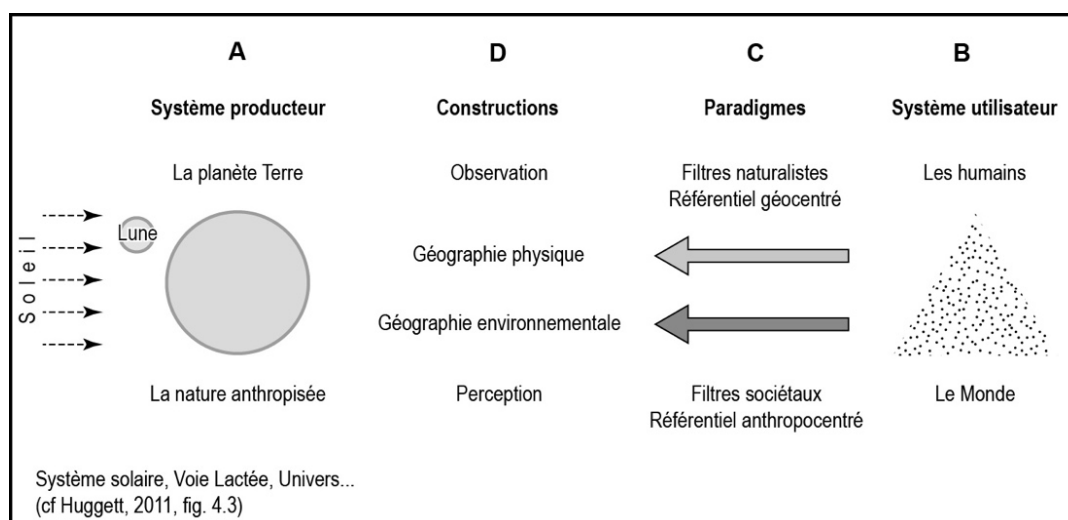 A D C B
Système producteur Constructions Paradigmes Système utilisateur
La planète Terre Observation Filtres naturalistes Les humains
Référentiel géocentré
Soleil
Lune
Géographie physique
Géographie environnementale
La nature anthropisée Perception Filtres sociétaux Le Monde
Référentiel anthropocentré
Système solaire, Voie Lactée, Univers...
(cf Huggett, 2011, fig. 4.3)